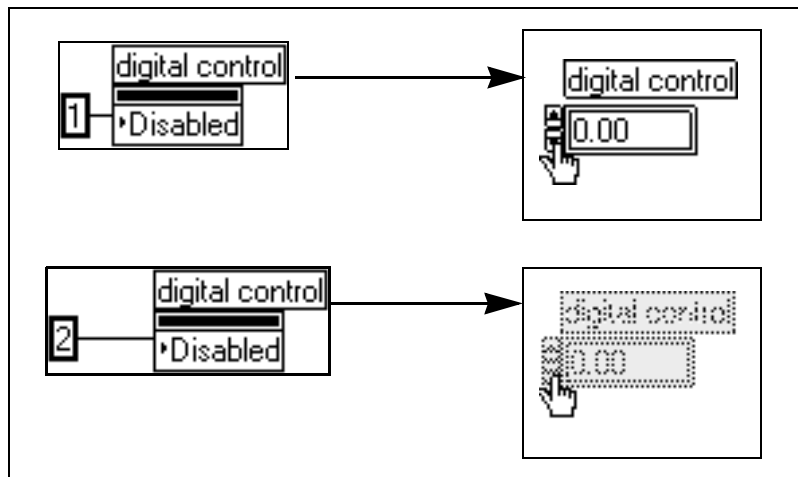 digital control
1
Disabled
digital control
0.00
digital control
2
Disabled
digital control
0.00